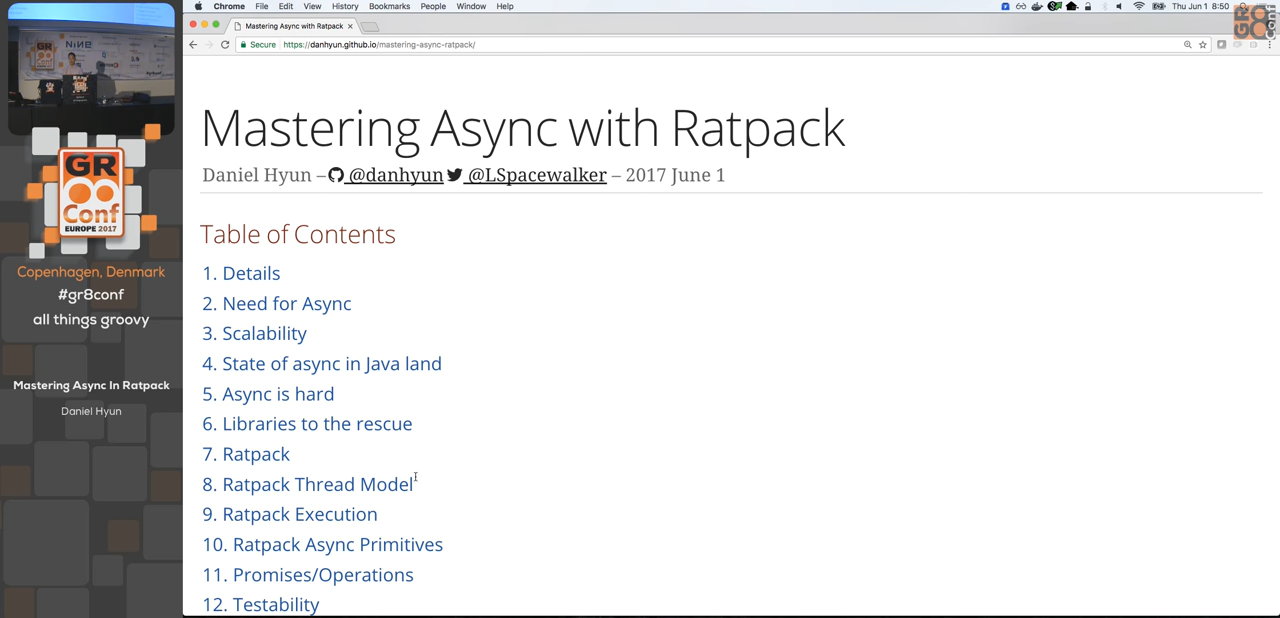 Chrome File Edit View History Bookmarks People Window Help
Thu Jun 1 8:50
Mastering Async with Ratpack
Secure https://danhyun.github.io/mastering-async-ratpack/
Mastering Async with Ratpack
Daniel Hyun – @danhyun @LSpacewalker – 2017 June 1
Table of Contents
1. Details
2. Need for Async
3. Scalability
4. State of async in Java land
5. Async is hard
6. Libraries to the rescue
7. Ratpack
8. Ratpack Thread Model
9. Ratpack Execution
10. Ratpack Async Primitives
11. Promises/Operations
12. Testability
GR
Conf
EUROPE 2017
Copenhagen, Denmark
#gr8conf
all things groovy
Mastering Async In Ratpack
Daniel Hyun